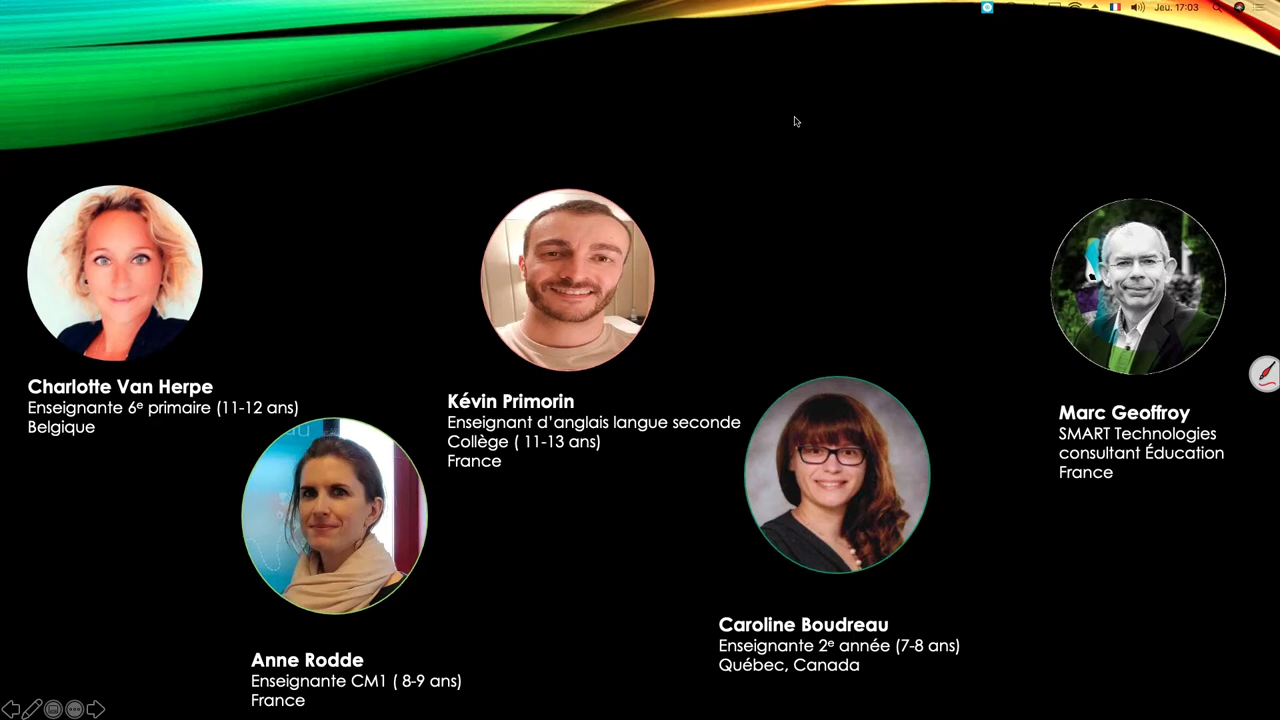 Jeu. 17:03
Charlotte Van Herpe
Enseignante 6e primaire (11-12 ans)
Belgique
Kévin Primorin
Enseignant d’anglais langue seconde
Collège ( 11-13 ans)
France
Marc Geoffroy
SMART Technologies
consultant Éducation
France
Anne Rodde
Enseignante CM1 ( 8-9 ans)
France
Caroline Boudreau
Enseignante 2e année (7-8 ans)
Québec, Canada